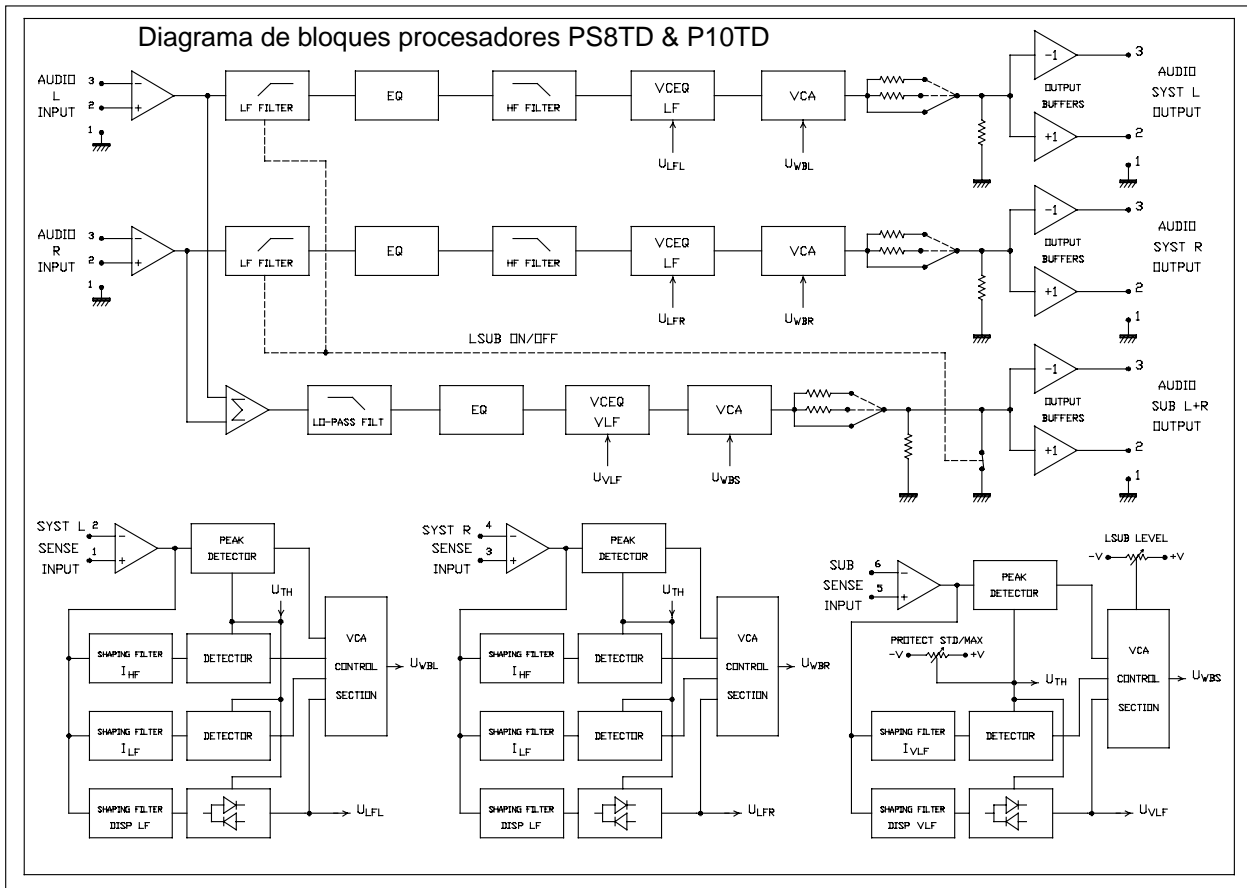 Diagrama de bloques procesadores PS8TD & P10TD
AUDIO
L
INPUT
3
2
1
LF FILTER
EQ
HF FILTER
VCEQ
LF
VCA
U_LFL
U_WBL
-1
+1
OUTPUT
BUFFERS
3
2
1
AUDIO
SYST L
OUTPUT
AUDIO
R
INPUT
3
2
1
LF FILTER
EQ
HF FILTER
VCEQ
LF
VCA
U_LFR
U_WBR
-1
+1
OUTPUT
BUFFERS
3
2
1
AUDIO
SYST R
OUTPUT
LSUB ON/OFF
Σ
LO-PASS FILT
EQ
VCEQ
VLF
VCA
U_VLF
U_WBS
-1
+1
OUTPUT
BUFFERS
3
2
1
AUDIO
SUB L+R
OUTPUT
SYST L
SENSE
INPUT
2
1
PEAK
DETECTOR
U_TH
SHAPING FILTER
I_HF
DETECTOR
SHAPING FILTER
I_LF
DETECTOR
SHAPING FILTER
DISP LF
VCA
CONTROL
SECTION
U_WBL
U_LFL
SYST R
SENSE
INPUT
4
3
PEAK
DETECTOR
U_TH
SHAPING FILTER
I_HF
DETECTOR
SHAPING FILTER
I_LF
DETECTOR
SHAPING FILTER
DISP LF
VCA
CONTROL
SECTION
U_WBR
U_LFR
SUB
SENSE
INPUT
6
5
PEAK
DETECTOR
LSUB LEVEL
-V
+V
PROTECT STD/MAX
-V
+V
U_TH
SHAPING FILTER
I_VLF
DETECTOR
SHAPING FILTER
DISP VLF
VCA
CONTROL
SECTION
U_WBS
U_VLF